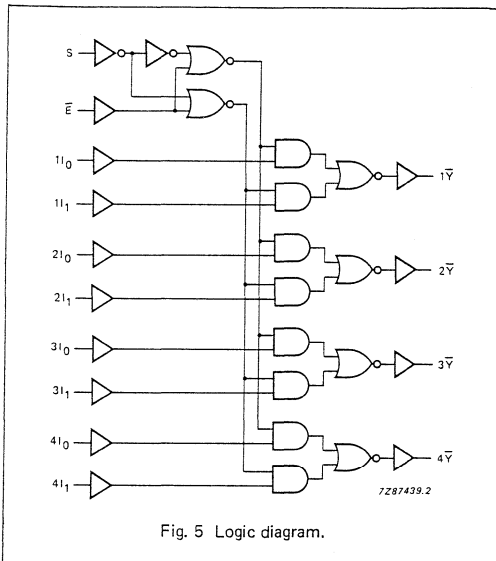 S
E̅
1I₀
1I₁
1Y̅
2I₀
2I₁
2Y̅
3I₀
3I₁
3Y̅
4I₀
4I₁
4Y̅
7Z87439.2
Fig. 5 Logic diagram.